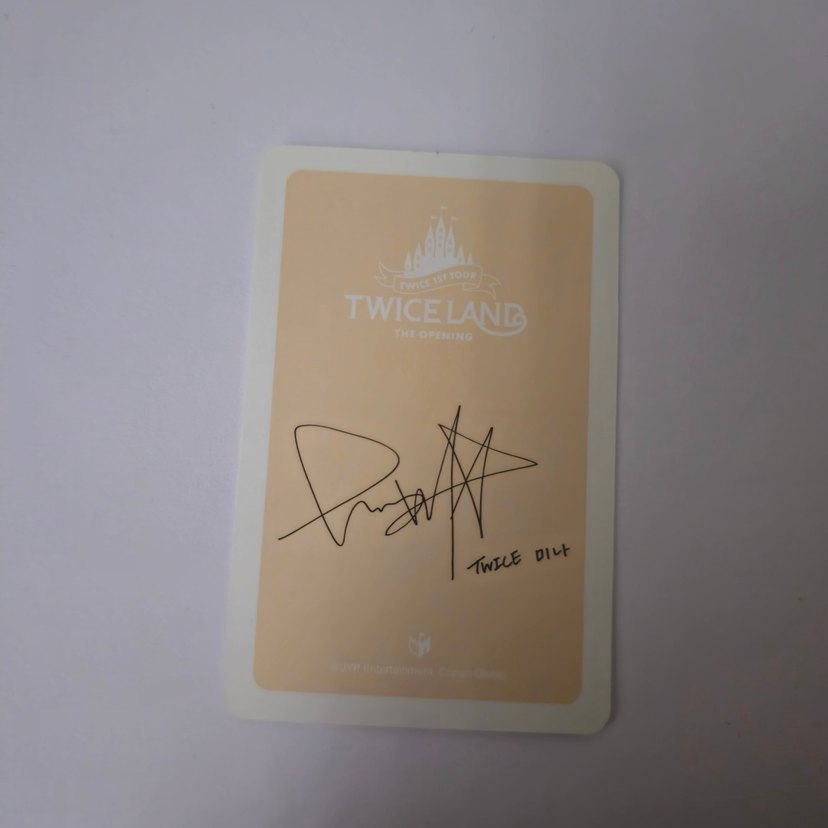 TWICE 1ST TOUR
TWICELAND
THE OPENING
TWICE 미나